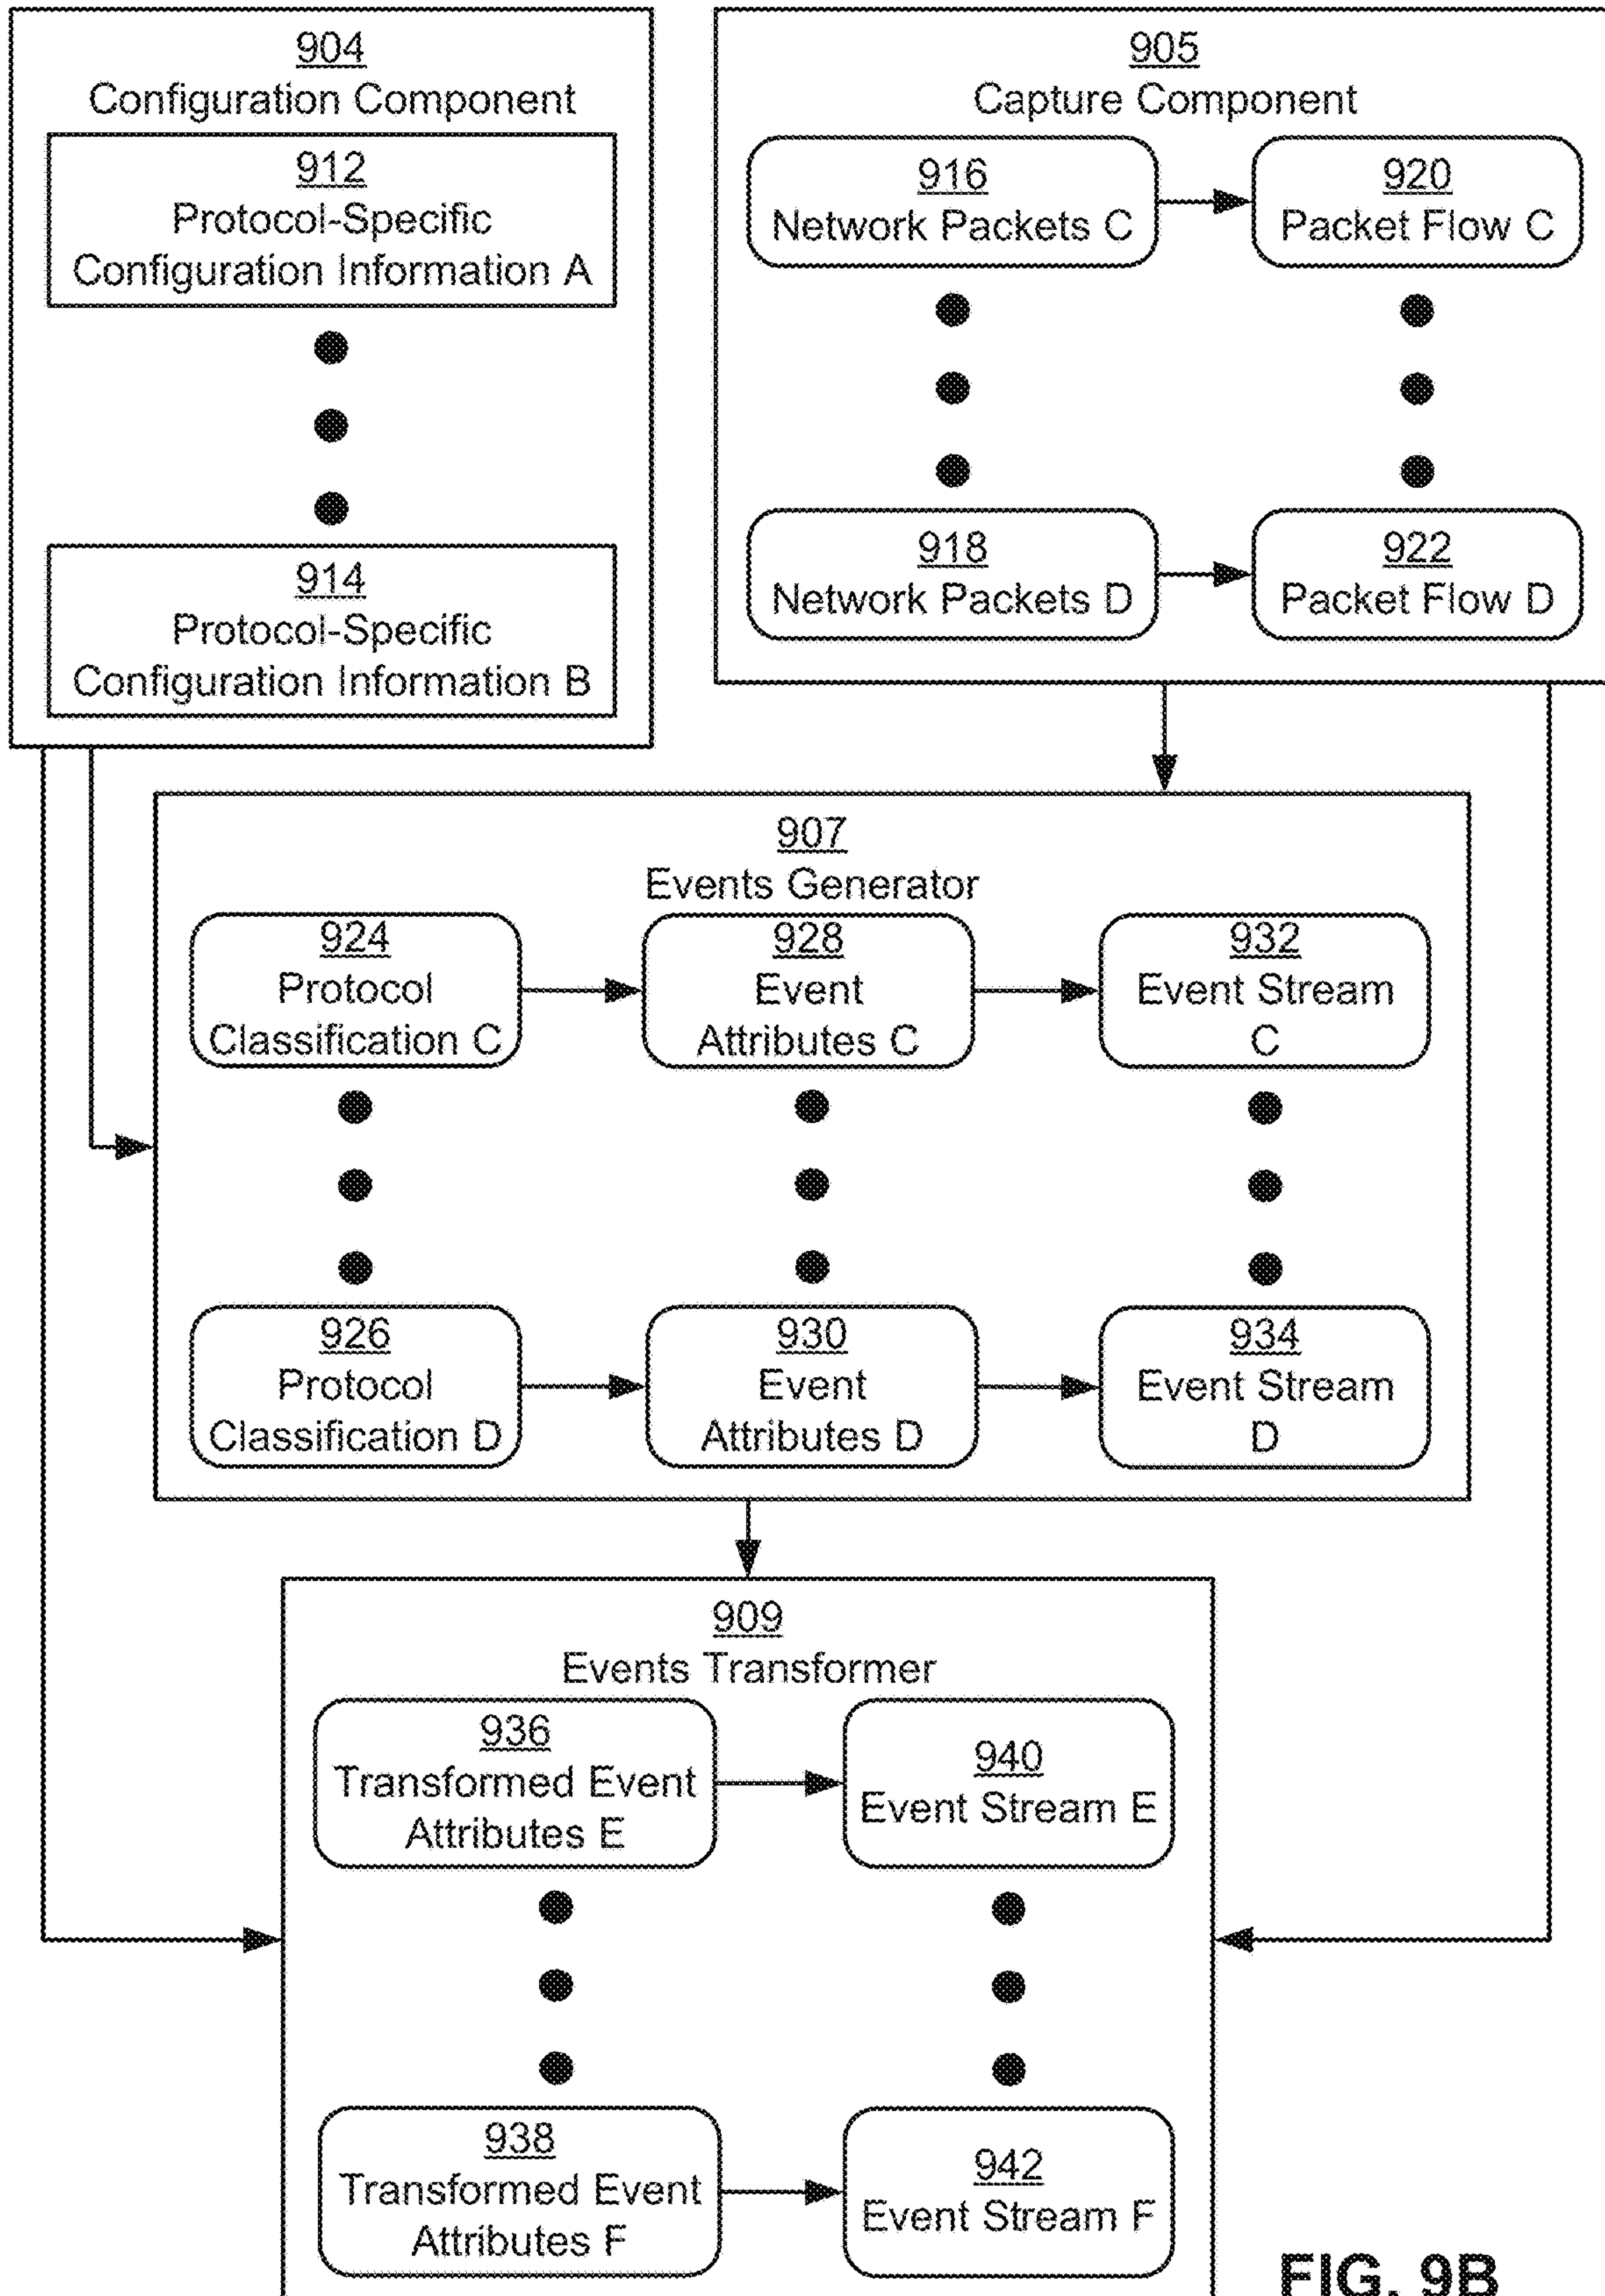 904
Configuration Component
912
Protocol-Specific
Configuration Information A
914
Protocol-Specific
Configuration Information B
905
Capture Component
916
Network Packets C
920
Packet Flow C
918
Network Packets D
922
Packet Flow D
907
Events Generator
924
Protocol
Classification C
928
Event
Attributes C
932
Event Stream
C
926
Protocol
Classification D
930
Event
Attributes D
934
Event Stream
D
909
Events Transformer
936
Transformed Event
Attributes E
940
Event Stream E
938
Transformed Event
Attributes F
942
Event Stream F
FIG. 9B